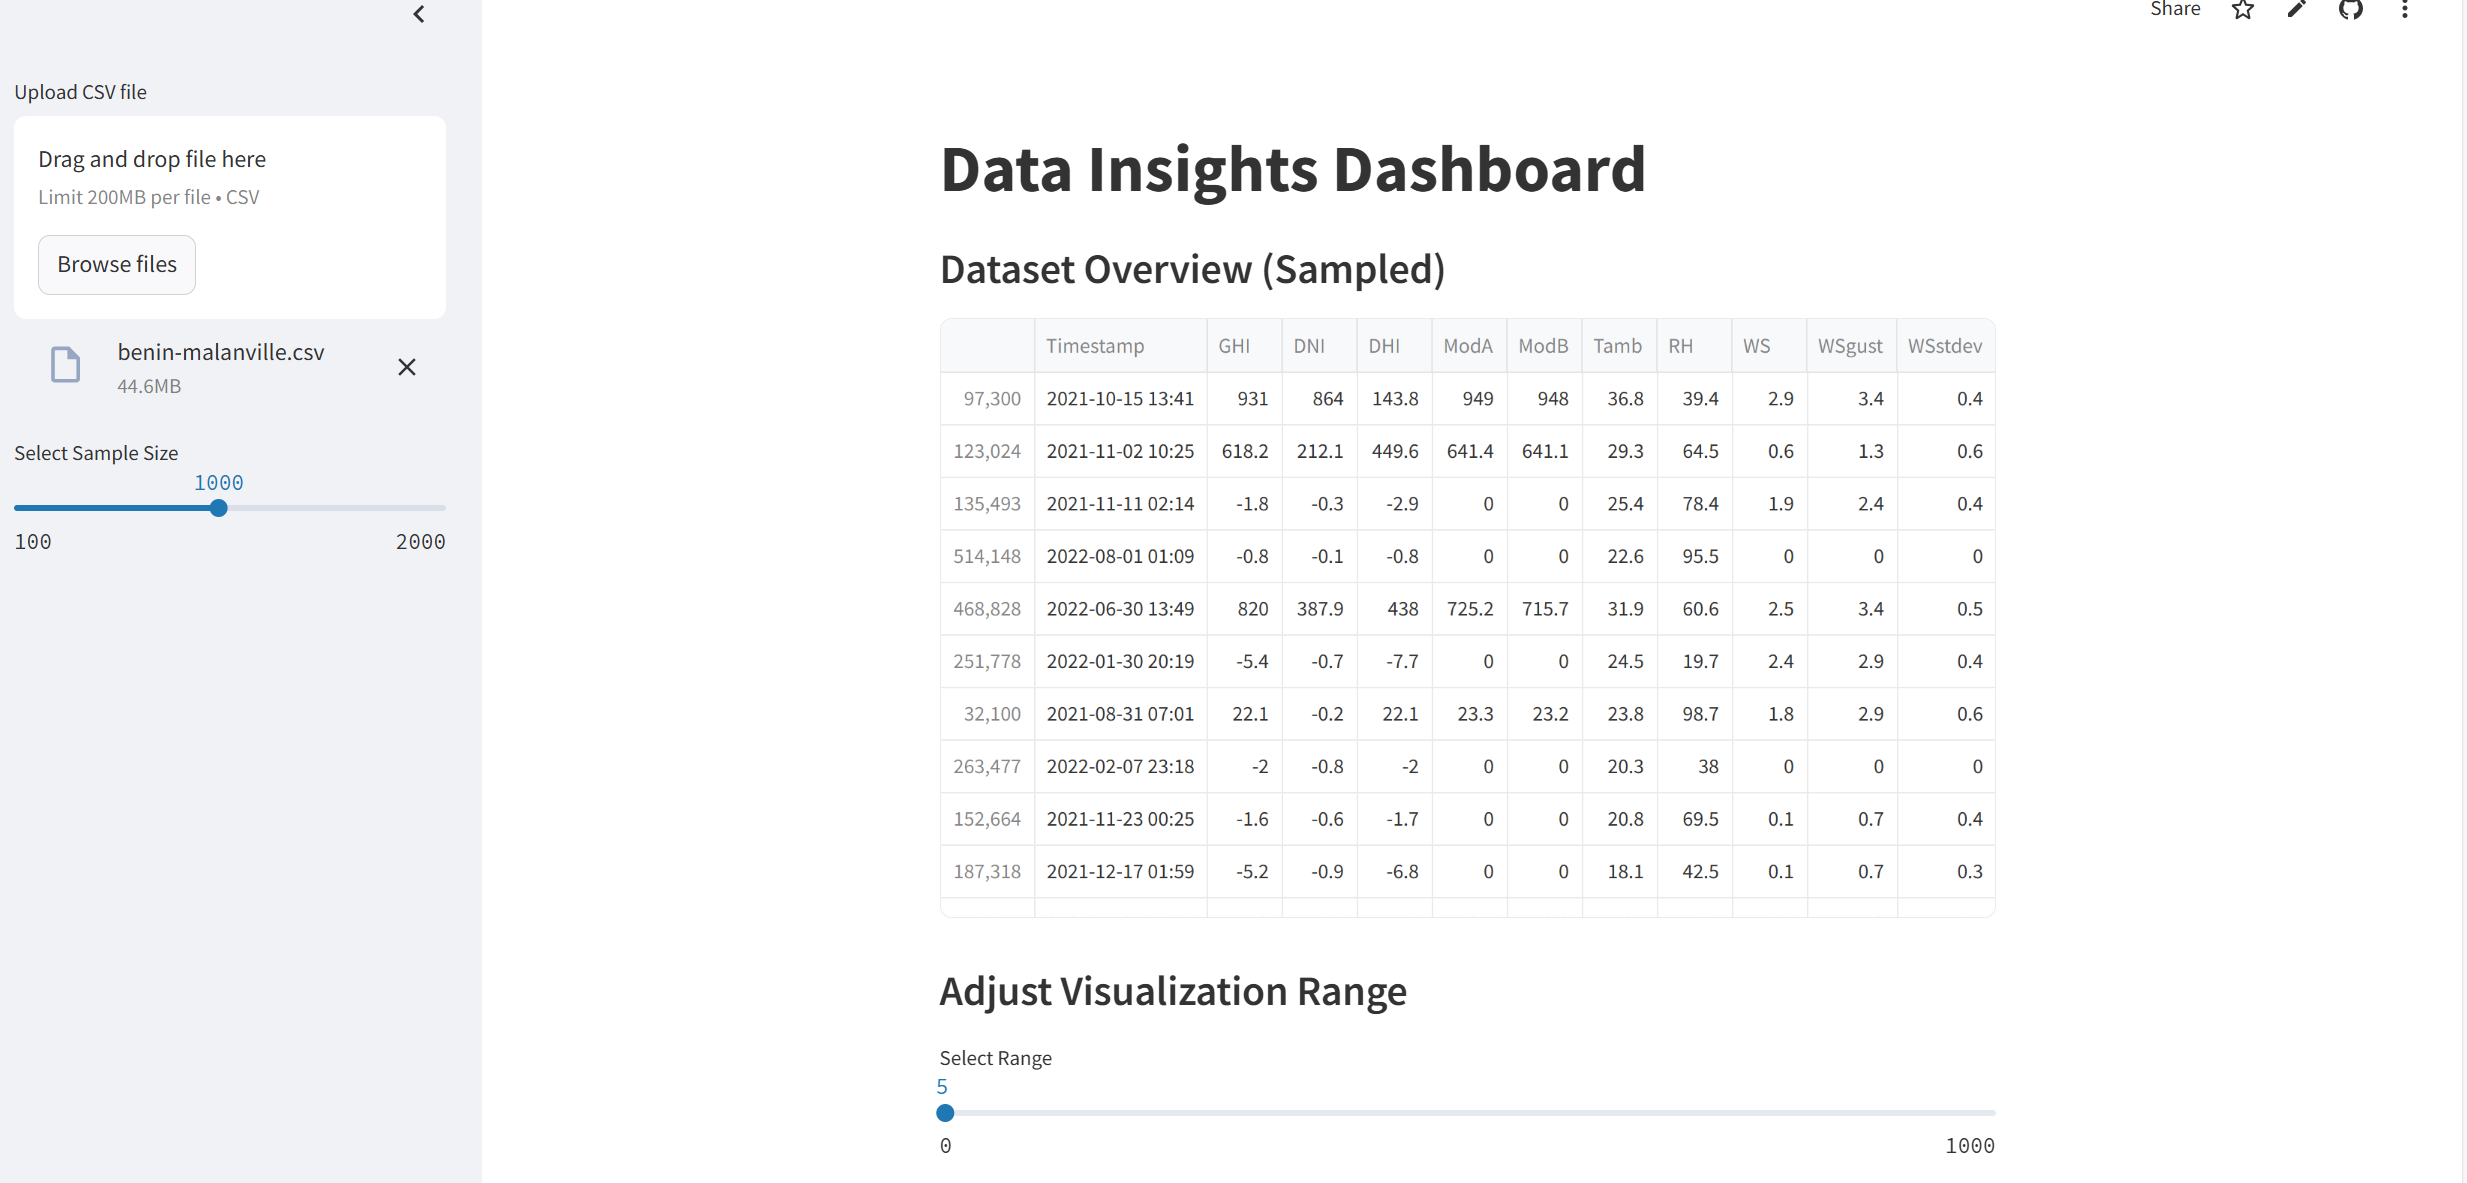 Share
Upload CSV file
Drag and drop file here
Limit 200MB per file • CSV
Browse files
benin-malanville.csv
44.6MB
Select Sample Size
1000
100 2000
Data Insights Dashboard
Dataset Overview (Sampled)
Timestamp GHI DNI DHI ModA ModB Tamb RH WS WSgust WSstdev
97,300 2021-10-15 13:41 931 864 143.8 949 948 36.8 39.4 2.9 3.4 0.4
123,024 2021-11-02 10:25 618.2 212.1 449.6 641.4 641.1 29.3 64.5 0.6 1.3 0.6
135,493 2021-11-11 02:14 -1.8 -0.3 -2.9 0 0 25.4 78.4 1.9 2.4 0.4
514,148 2022-08-01 01:09 -0.8 -0.1 -0.8 0 0 22.6 95.5 0 0 0
468,828 2022-06-30 13:49 820 387.9 438 725.2 715.7 31.9 60.6 2.5 3.4 0.5
251,778 2022-01-30 20:19 -5.4 -0.7 -7.7 0 0 24.5 19.7 2.4 2.9 0.4
32,100 2021-08-31 07:01 22.1 -0.2 22.1 23.3 23.2 23.8 98.7 1.8 2.9 0.6
263,477 2022-02-07 23:18 -2 -0.8 -2 0 0 20.3 38 0 0 0
152,664 2021-11-23 00:25 -1.6 -0.6 -1.7 0 0 20.8 69.5 0.1 0.7 0.4
187,318 2021-12-17 01:59 -5.2 -0.9 -6.8 0 0 18.1 42.5 0.1 0.7 0.3
Adjust Visualization Range
Select Range
5
0 1000